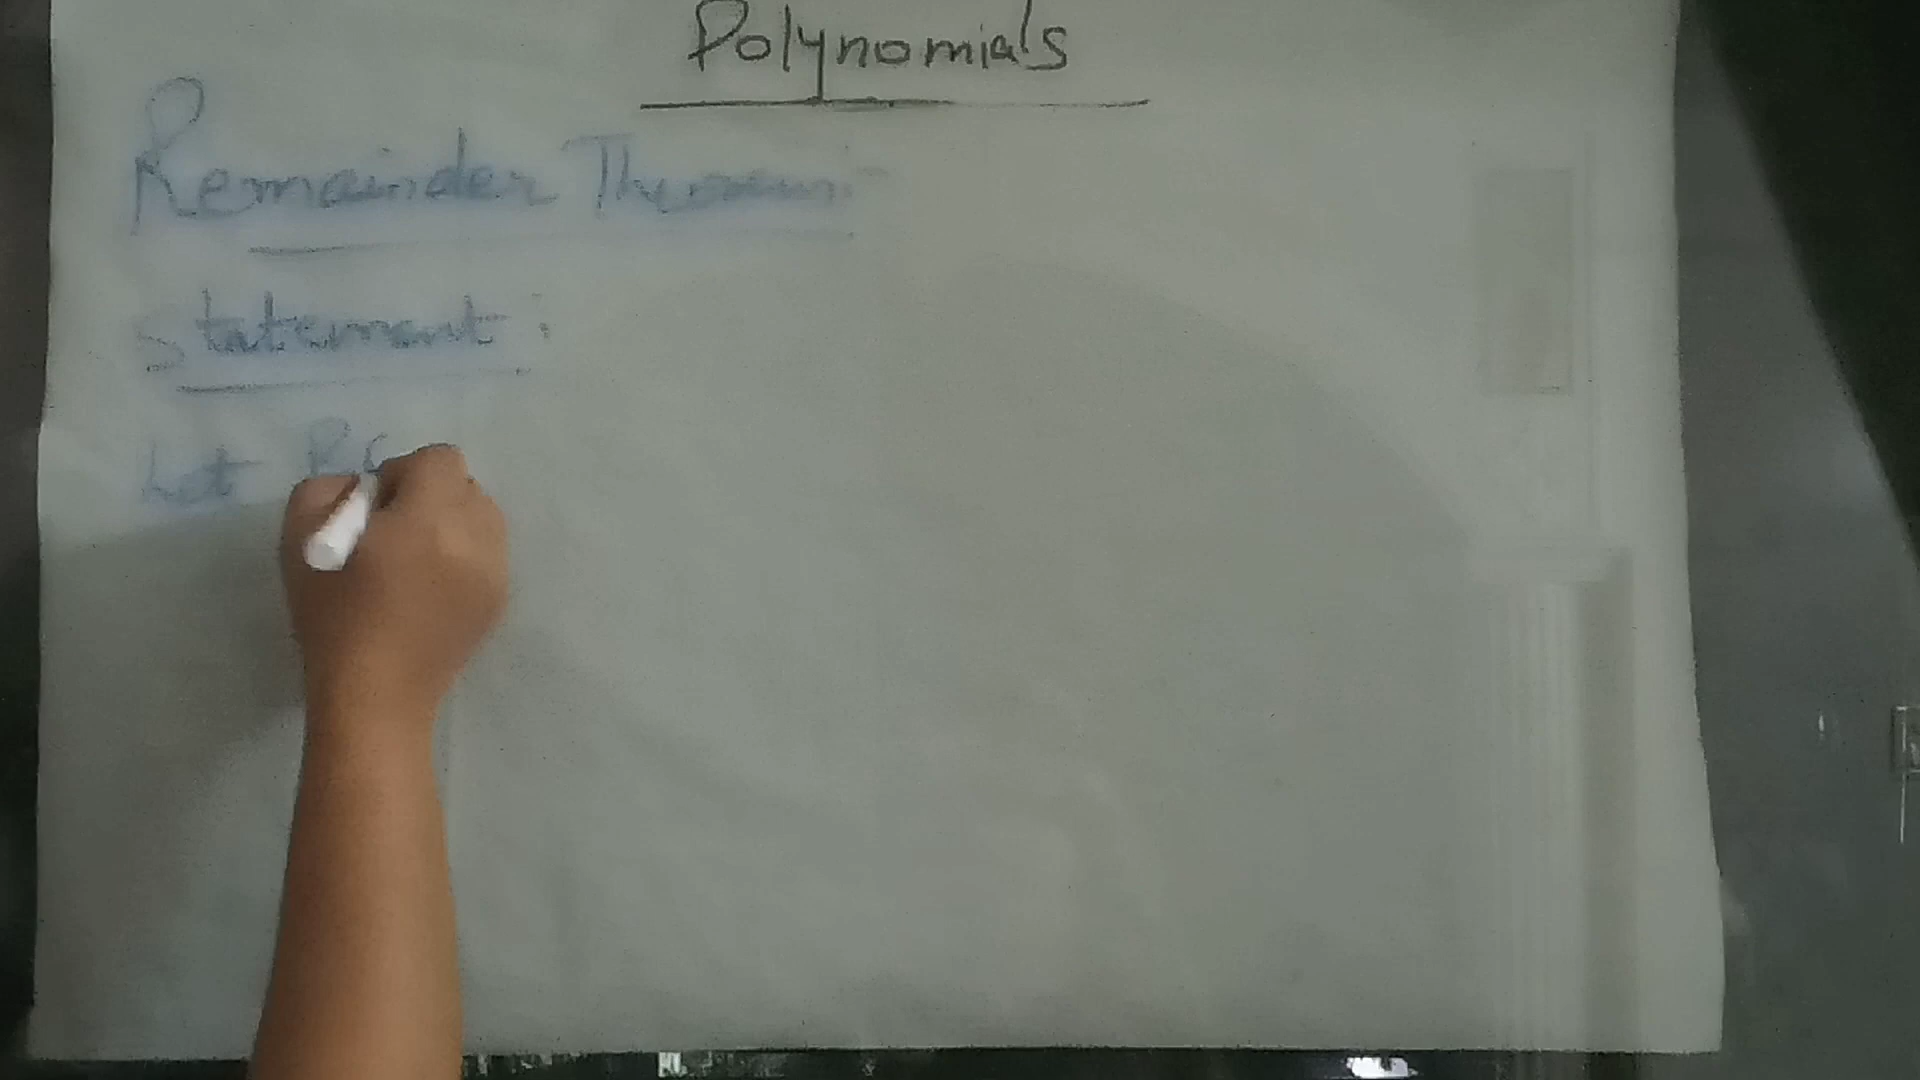 Polynomials
Remainder Theorem:-
Statement:
Let P(